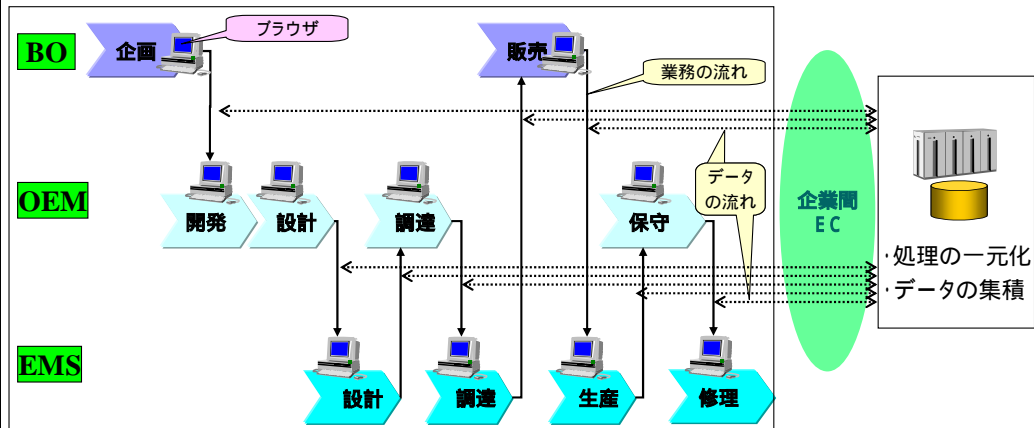 BO
企画
ブラウザ
販売
業務の流れ
OEM
開発
設計
調達
データ
の流れ
保守
企業間
EC
・処理の一元化
・データの集積
EMS
設計
調達
生産
修理